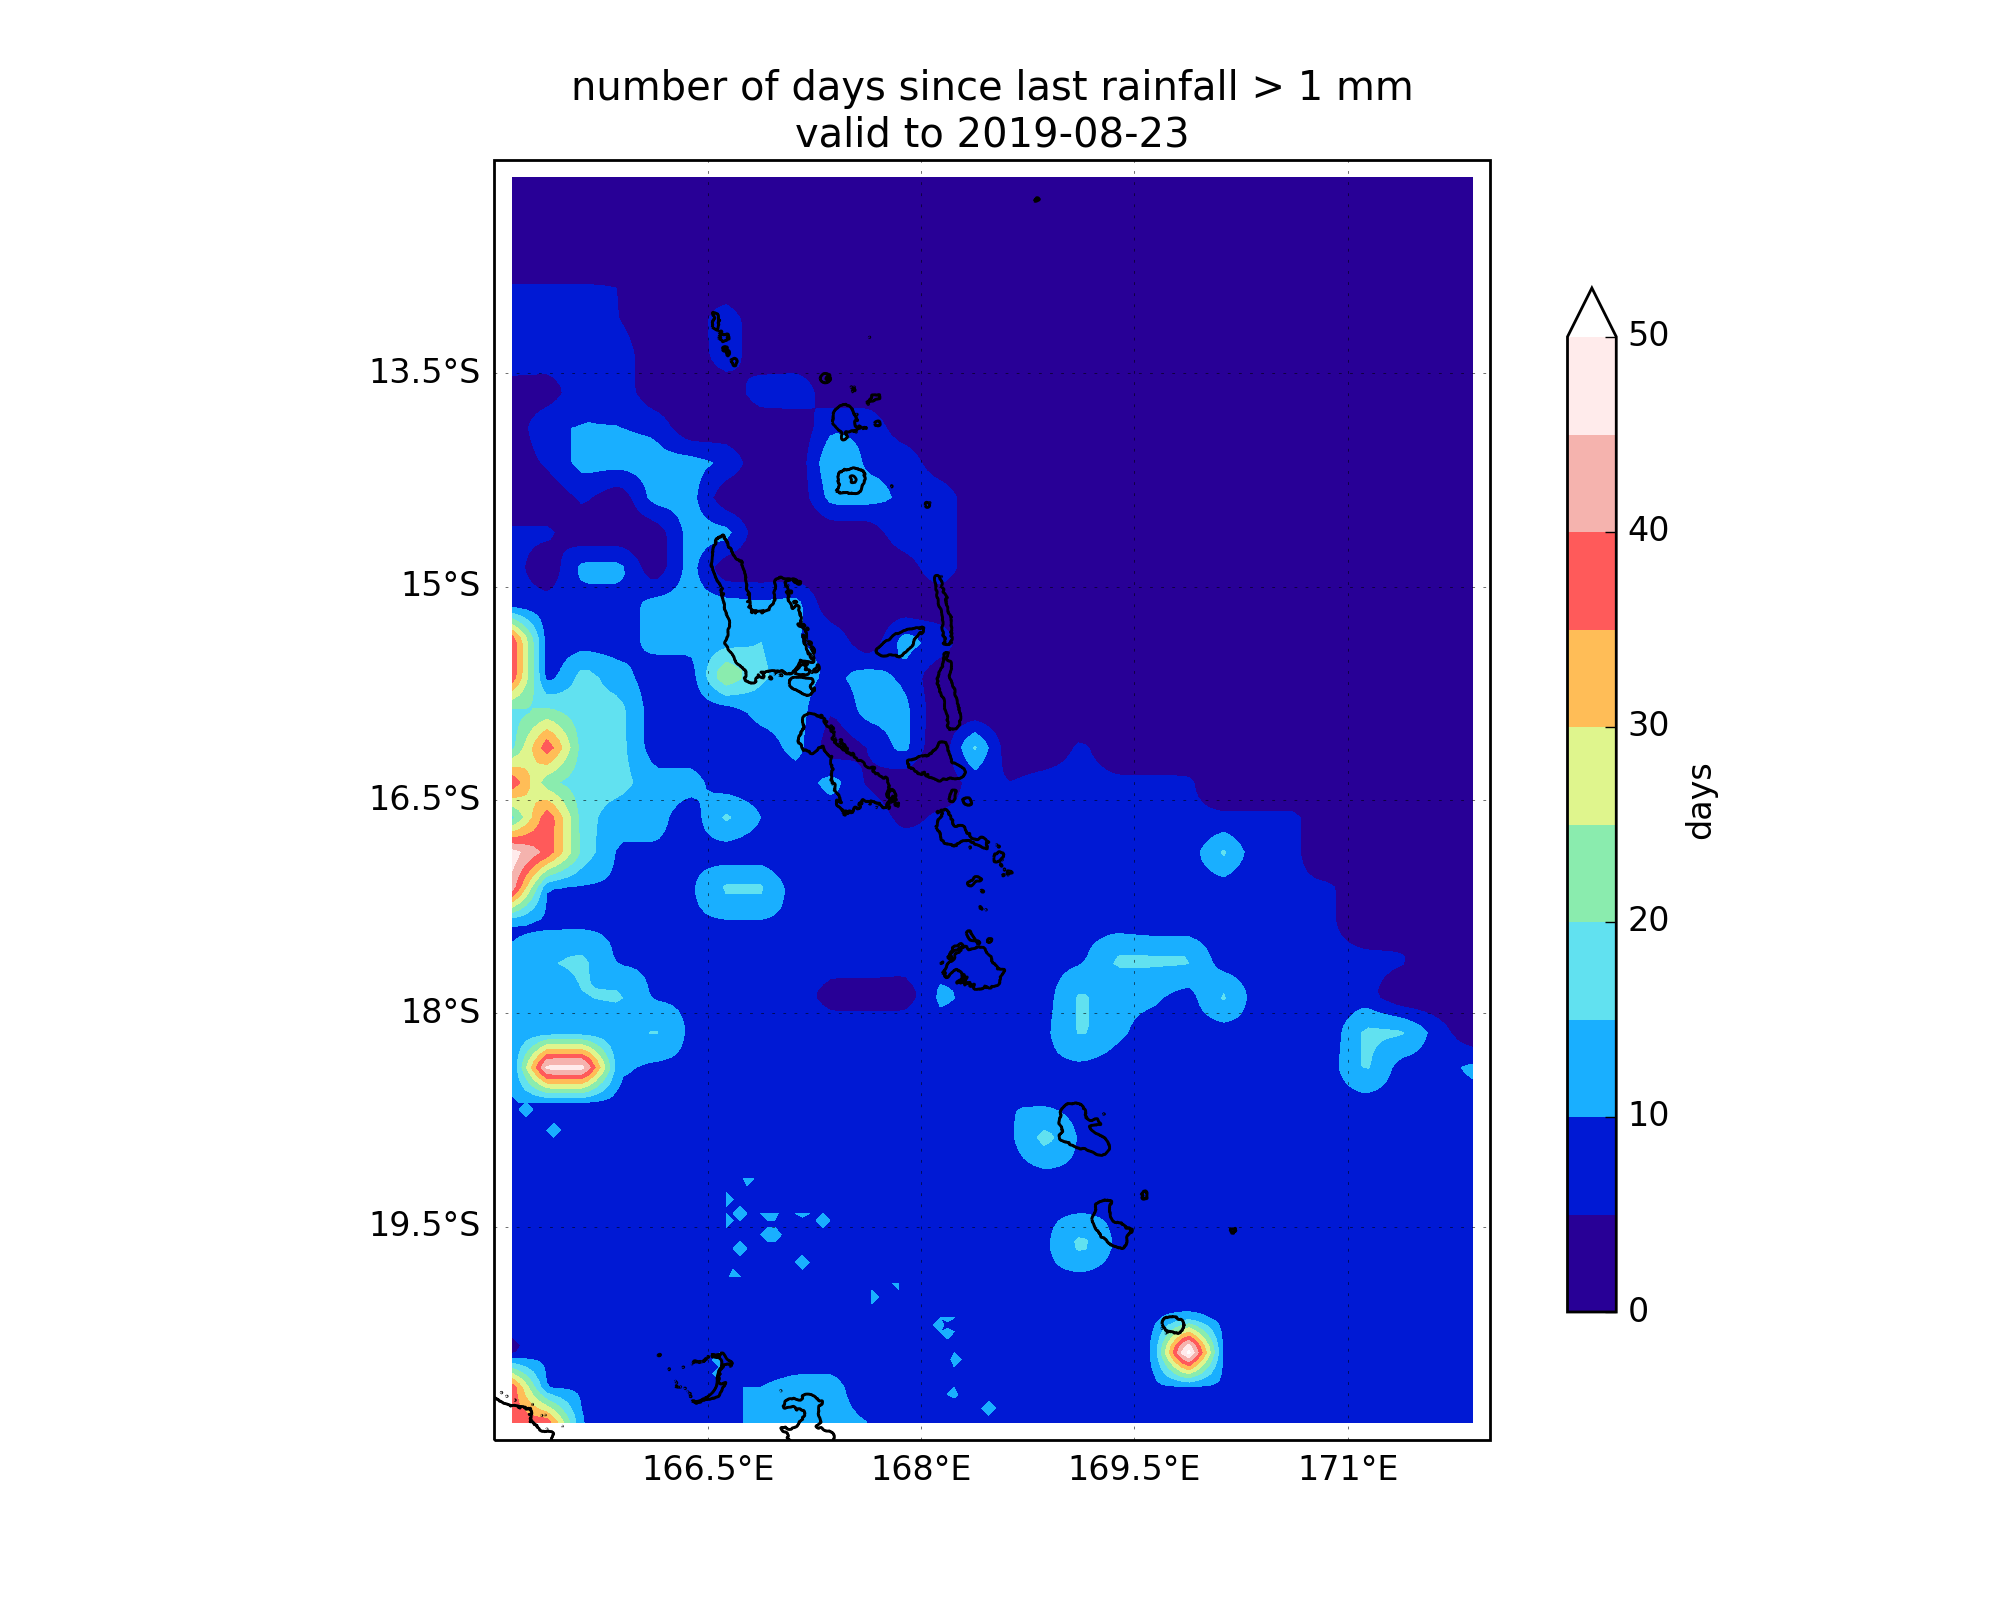 number of days since last rainfall > 1 mm
valid to 2019-08-23
13.5°S
15°S
16.5°S
18°S
19.5°S
166.5°E
168°E
169.5°E
171°E
50
40
30
20
10
0
days